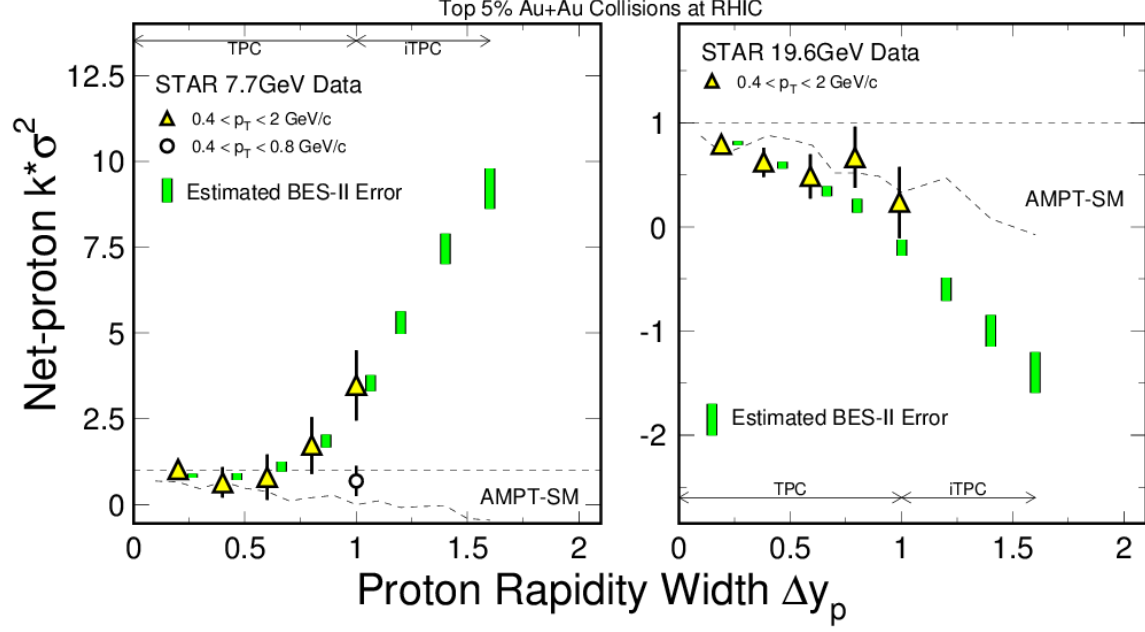 Top 5% Au+Au Collisions at RHIC
Net-proton k*σ²
12.5
10
7.5
5
2.5
0
TPC
iTPC
STAR 7.7GeV Data
0.4 < p_T < 2 GeV/c
0.4 < p_T < 0.8 GeV/c
Estimated BES-II Error
AMPT-SM
0 0.5 1 1.5 2
1
0
-1
-2
STAR 19.6GeV Data
0.4 < p_T < 2 GeV/c
AMPT-SM
Estimated BES-II Error
TPC
iTPC
0 0.5 1 1.5 2
Proton Rapidity Width Δy_p